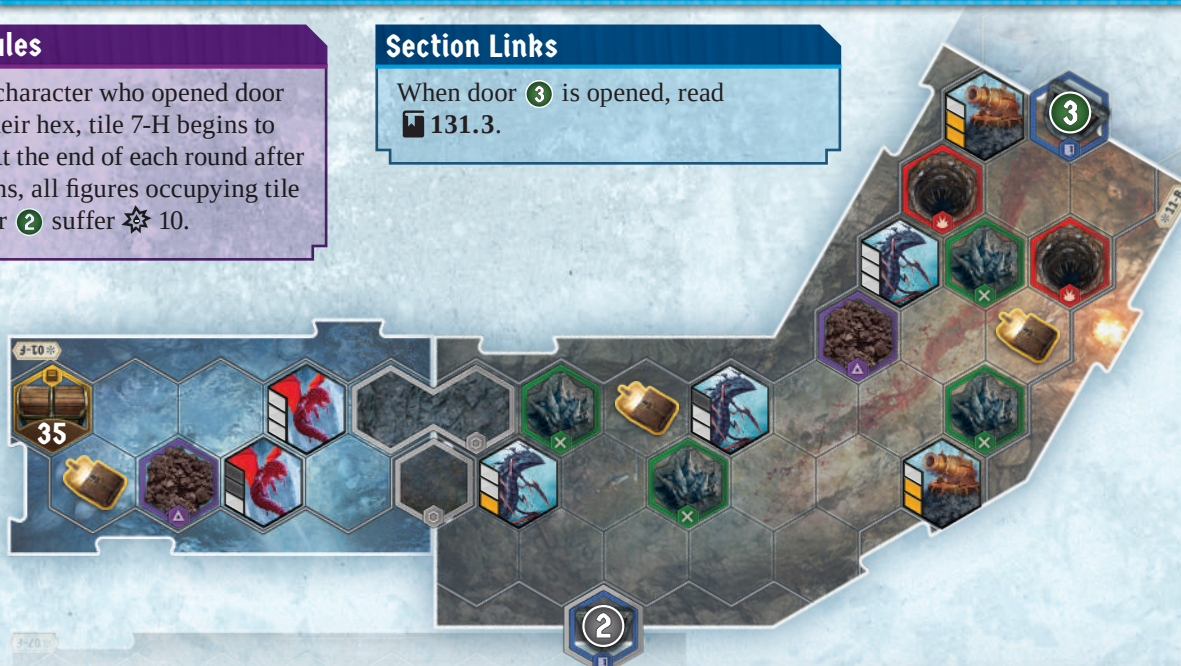 Section Links
character who opened door
eir hex, tile 7-H begins to
t the end of each round after
ns, all figures occupying tile
2 suffer 10.
When door 3 is opened, read
131.3.
3
35
2